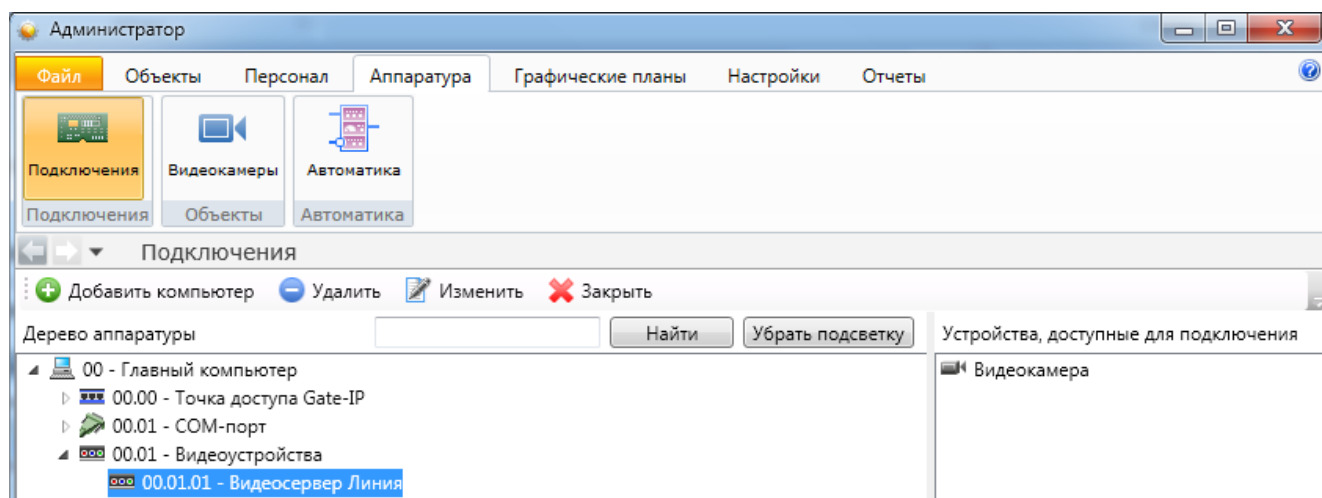 Администратор
Файл Объекты Персонал Аппаратура Графические планы Настройки Отчеты
Подключения Видеокамеры Автоматика
Подключения Объекты Автоматика
Подключения
Добавить компьютер Удалить Изменить Закрыть
Дерево аппаратуры Найти Убрать подсветку Устройства, доступные для подключения
00 - Главный компьютер Видеокамера
00.00 - Точка доступа Gate-IP
00.01 - COM-порт
00.01 - Видеоустройства
00.01.01 - Видеосервер Линия